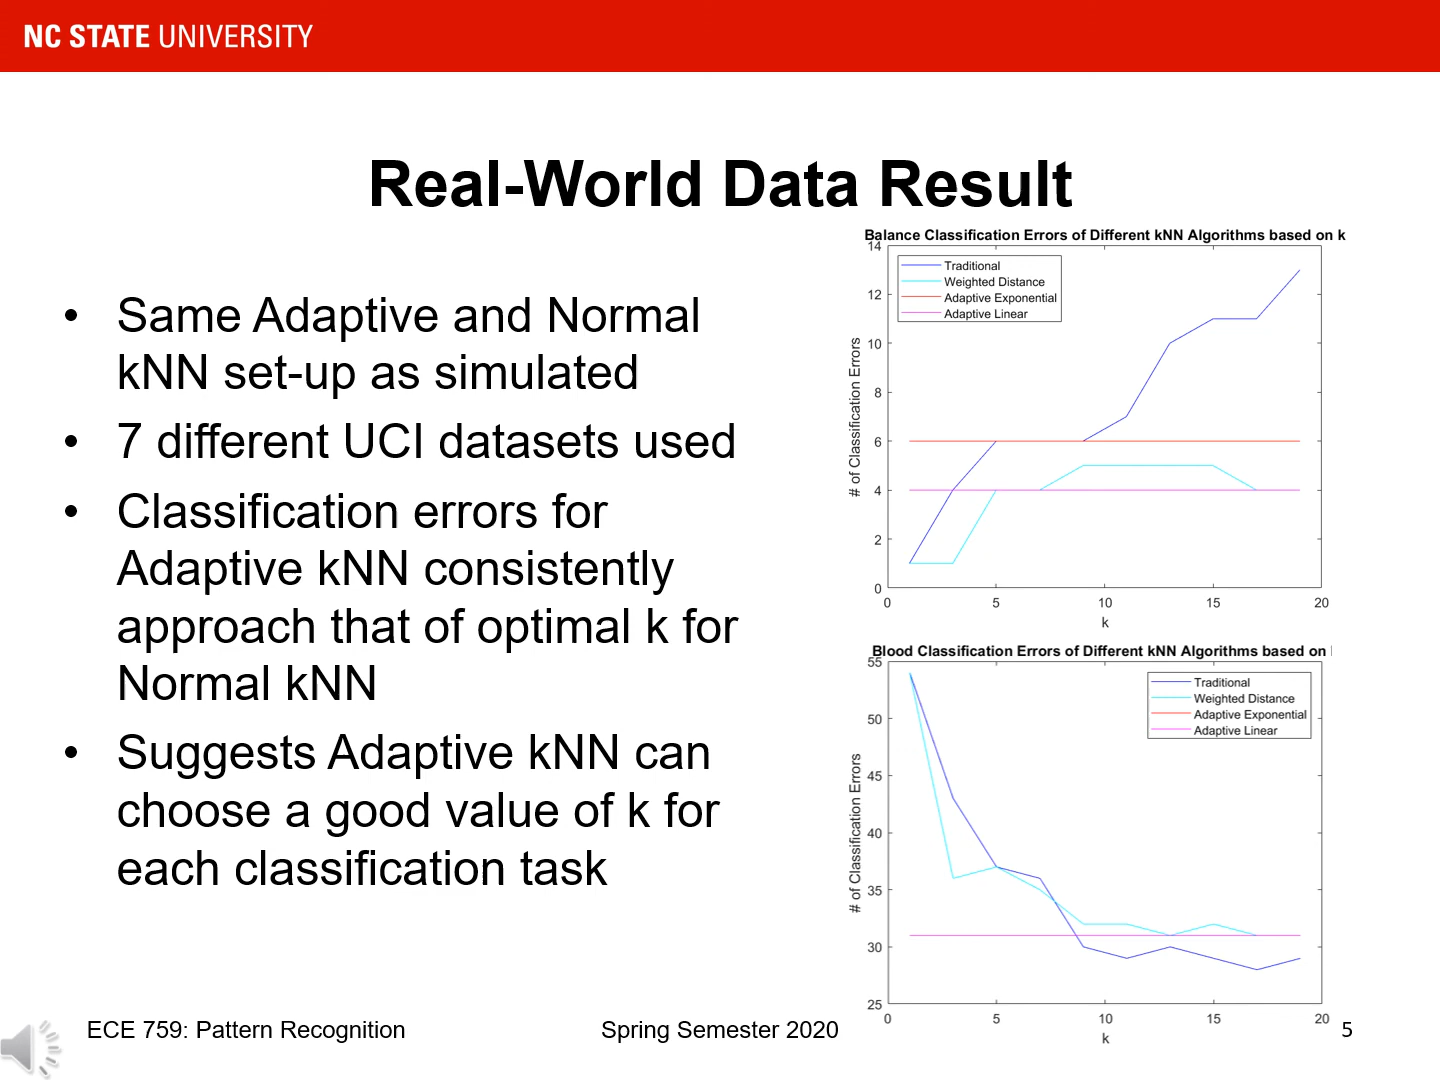 NC STATE UNIVERSITY
Real-World Data Result
• Same Adaptive and Normal
kNN set-up as simulated
• 7 different UCI datasets used
• Classification errors for
Adaptive kNN consistently
approach that of optimal k for
Normal kNN
• Suggests Adaptive kNN can
choose a good value of k for
each classification task
Balance Classification Errors of Different kNN Algorithms based on k
Traditional
Weighted Distance
Adaptive Exponential
Adaptive Linear
# of Classification Errors
14
12
10
8
6
4
2
0
0 5 10 15 20
k
Blood Classification Errors of Different kNN Algorithms based on
Traditional
Weighted Distance
Adaptive Exponential
Adaptive Linear
# of Classification Errors
55
50
45
40
35
30
25
0 5 10 15 20
k
ECE 759: Pattern Recognition
Spring Semester 2020
5